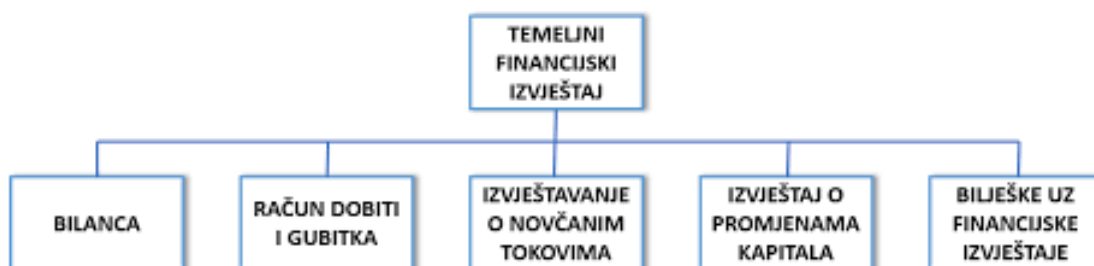 TEMELJNI
FINANCIJSKI
IZVJEŠTAJ
BILANCA
RAČUN DOBITI
I GUBITKA
IZVJEŠTAVANJE
O NOVČANIM
TOKOVIMA
IZVJEŠTAJ O
PROMJENAMA
KAPITALA
BILJEŠKE UZ
FINANCIJSKE
IZVJEŠTAJE